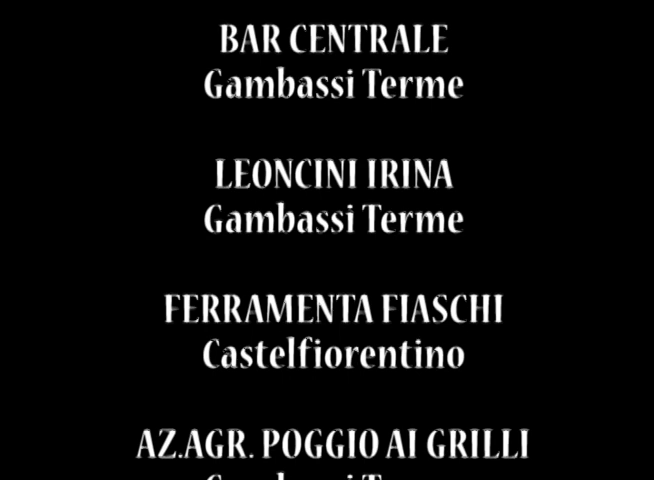 BAR CENTRALE
Gambassi Terme
LEONCINI IRINA
Gambassi Terme
FERRAMENTA FIASCHI
Castelfiorentino
AZ.AGR. POGGIO AI GRILLI